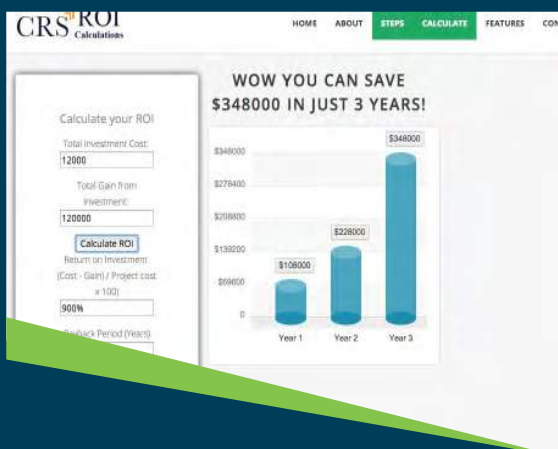 CRS ROI
Calculations
HOME ABOUT STEPS CALCULATE FEATURES
WOW YOU CAN SAVE
$348000 IN JUST 3 YEARS!
Calculate your ROI
Total Investment Cost:
12000
Total Gain from
Investment:
120000
Calculate ROI
Return on Investment
(Cost - Gain) / Project cost
x 100)
900%
Payback Period (Years)
$348000
$278400
$208800
$139200
$69600
0
$108000
$228000
$348000
Year 1 Year 2 Year 3